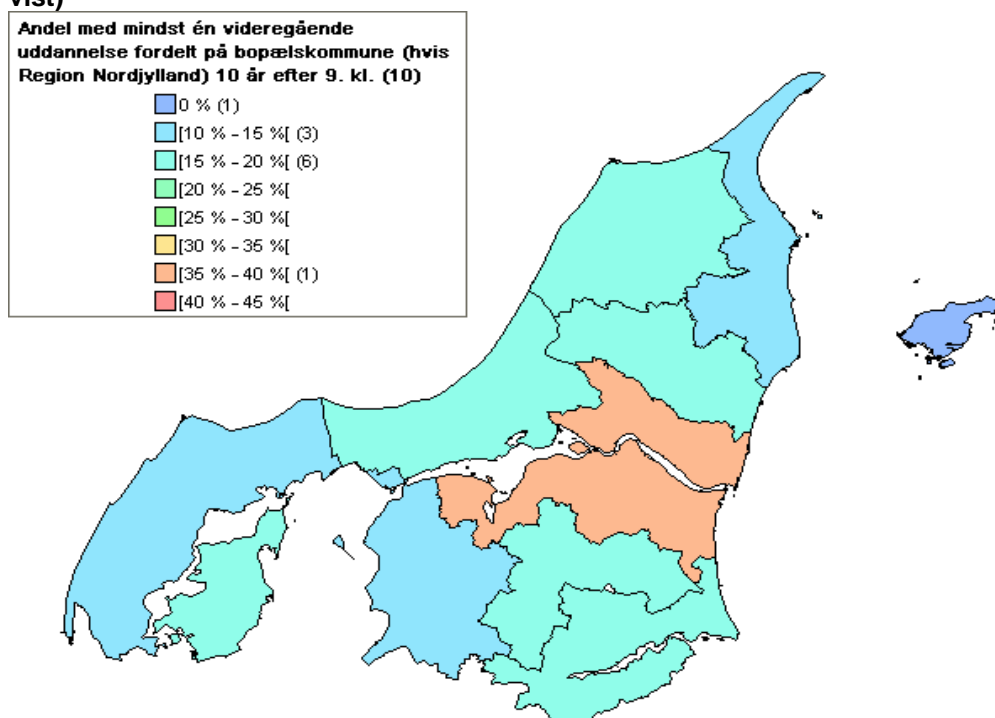 vist)
Andel med mindst én videregående
uddannelse fordelt på bopælskommune (hvis
Region Nordjylland) 10 år efter 9. kl. (10)
0 % (1)
[10 % - 15 %[ (3)
[15 % - 20 %[ (6)
[20 % - 25 %[
[25 % - 30 %[
[30 % - 35 %[
[35 % - 40 %[ (1)
[40 % - 45 %[